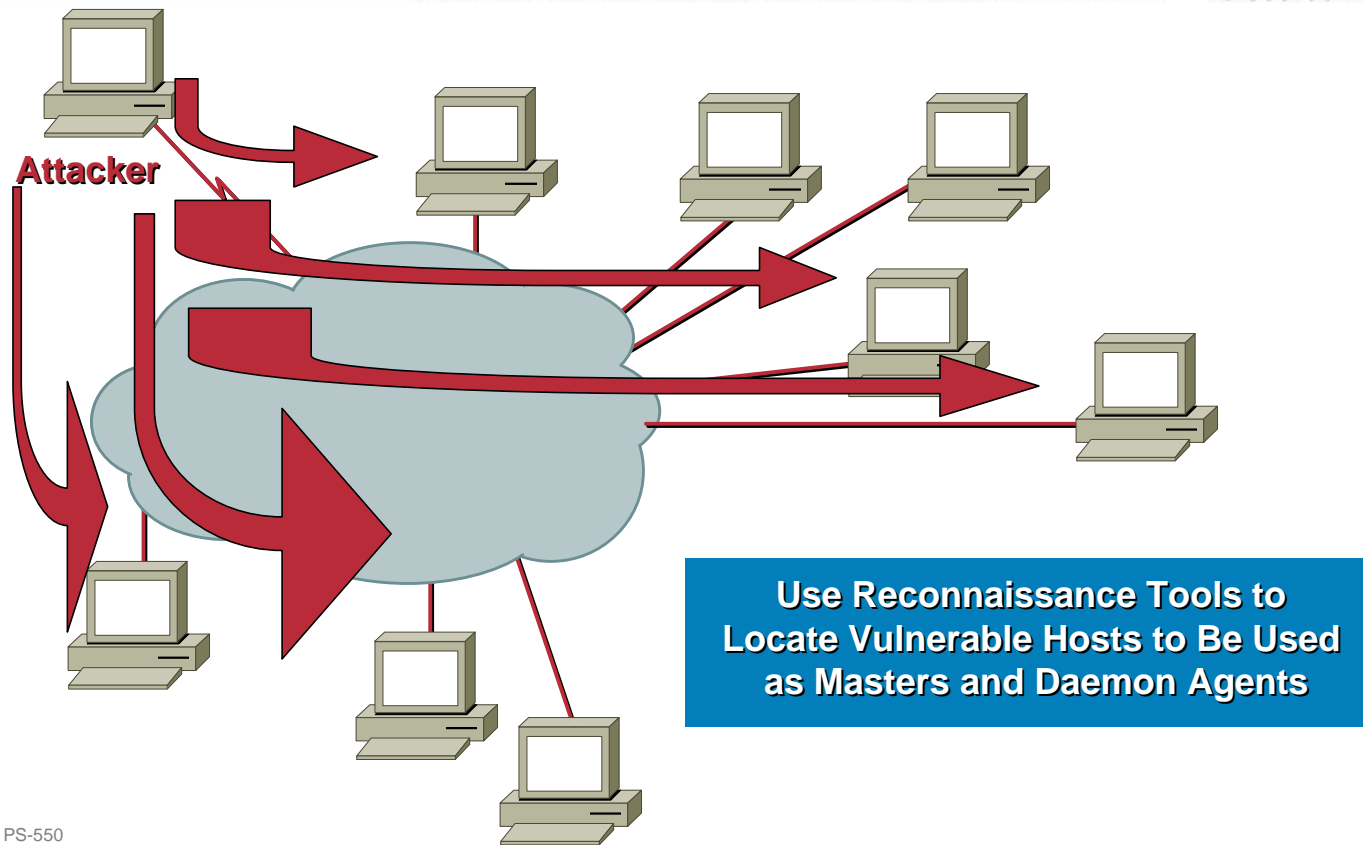 Attacker
Use Reconnaissance Tools to
Locate Vulnerable Hosts to Be Used
as Masters and Daemon Agents
PS-550